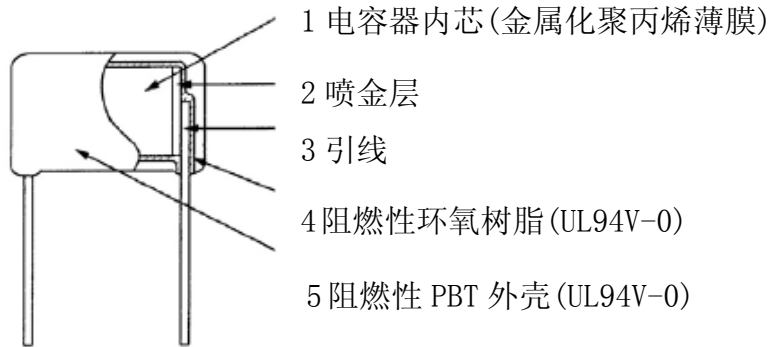 1 电容器内芯(金属化聚丙烯薄膜)
2 喷金层
3 引线
4阻燃性环氧树脂(UL94V-0)
5阻燃性 PBT 外壳(UL94V-0)